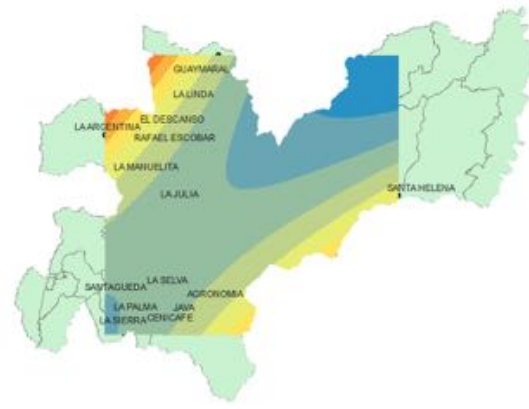 GUAYMARAL
LA LINDA
EL DESCANSO
LA ARGENTINA
RAFAEL ESCOBAR
LA MANUELITA
SANTA HELENA
LA JULIA
LA SELVA
SANTAGUEDA
AGRONOMIA
LA PALMA
JAVA
LA SIERRA
CENICAFE